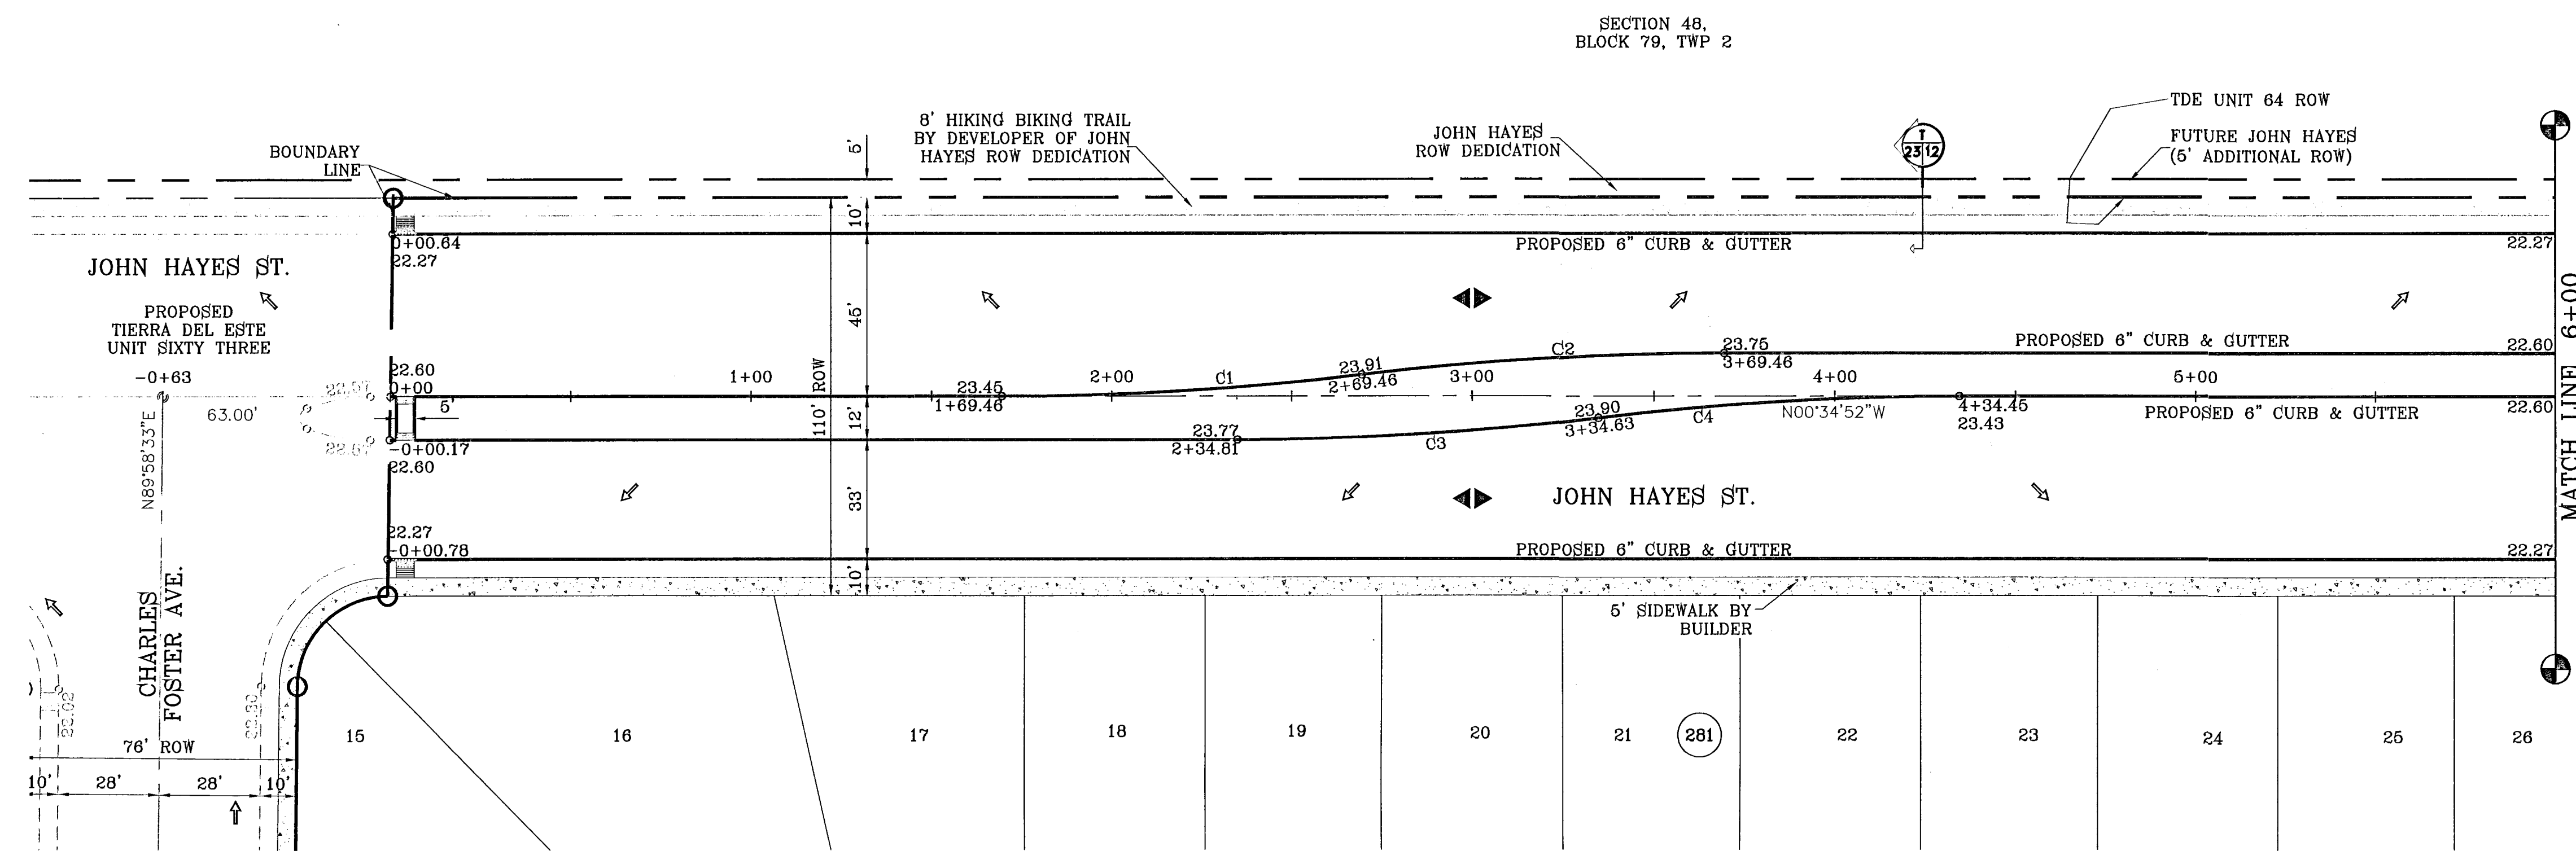 SECTION 48,
BLOCK 79, TWP 2
TDE UNIT 64 ROW
FUTURE JOHN HAYES
(5' ADDITIONAL ROW)
8' HIKING BIKING TRAIL
BY DEVELOPER OF JOHN
HAYES ROW DEDICATION
JOHN HAYES
ROW DEDICATION
T
23 12
BOUNDARY
LINE
5'
10'
0+00.64
22.27
PROPOSED 6" CURB & GUTTER
22.27
JOHN HAYES ST.
PROPOSED
TIERRA DEL ESTE
UNIT SIXTY THREE
45'
110' ROW
MATCH LINE 6+00
-0+63
63.00'
N89°58'33"E
22.60
0+00
5'
1+00
23.45
1+69.46
2+00
C1
23.91
2+69.46
3+00
C2
23.75
3+69.46
4+00
PROPOSED 6" CURB & GUTTER
5+00
22.60
22.60
12'
-0+00.17
22.60
23.77
2+34.81
C3
23.90
3+34.63
C4
N00°34'52"W
4+34.45
23.43
PROPOSED 6" CURB & GUTTER
33'
JOHN HAYES ST.
22.27
-0+00.78
PROPOSED 6" CURB & GUTTER
22.27
10'
5' SIDEWALK BY
BUILDER
CHARLES
FOSTER AVE.
22.02
76' ROW
10'
28'
28'
10'
15
16
17
18
19
20
21
281
22
23
24
25
26